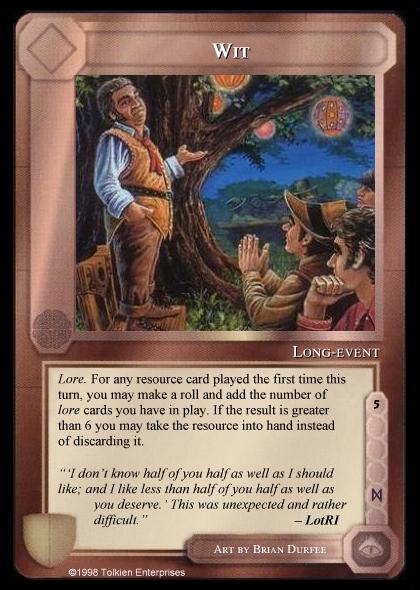 WIT
LONG-EVENT
Lore. For any resource card played the first time this
turn, you may make a roll and add the number of
lore cards you have in play. If the result is greater
than 6 you may take the resource into hand instead
of discarding it.
5
“‘I don't know half of you half as well as I should
like; and I like less than half of you half as well as
you deserve.’ This was unexpected and rather
difficult.” – LotRI
ART BY BRIAN DURFEE
©1998 Tolkien Enterprises